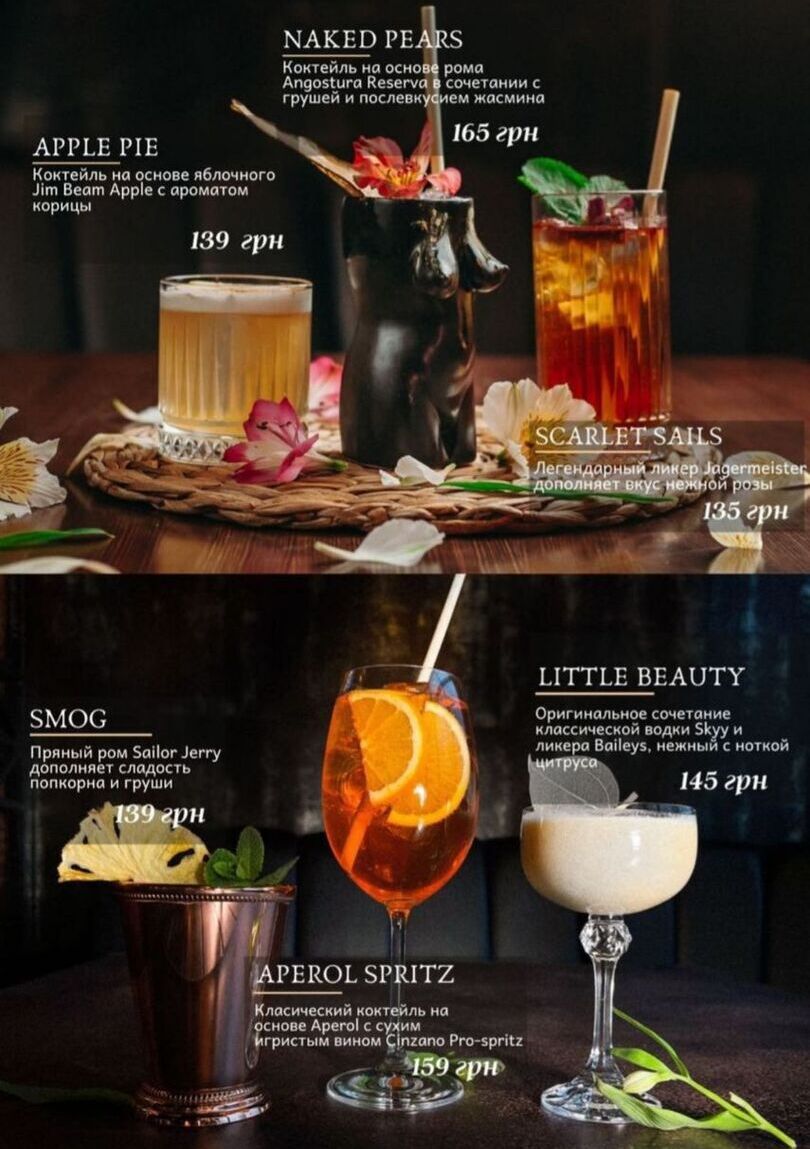 NAKED PEARS
Коктейль на основе рома
Angostura Reserva в сочетании с
грушей и послевкусием жасмина
165 грн
APPLE PIE
Коктейль на основе яблочного
Jim Beam Apple с ароматом
корицы
139 грн
SCARLET SAILS
Легендарный ликер Jagermeister
дополняет вкус нежной розы
135 грн
LITTLE BEAUTY
Оригинальное сочетание
классической водки Skyy и
ликера Baileys, нежный с ноткой
цитруса
145 грн
SMOG
Пряный ром Sailor Jerry
дополняет сладость
попкорна и груши
139 грн
APEROL SPRITZ
Класический коктейль на
основе Aperol с сухим
игристым вином Cinzano Pro-spritz
159 грн